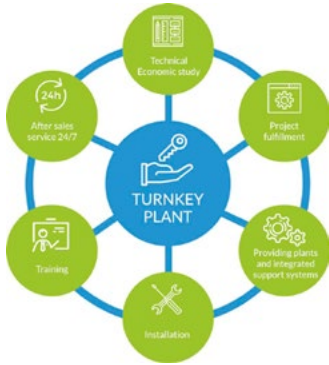 Technical
Economic study
Project
fulfillment
Providing plants
and integrated
support systems
Installation
Training
24h
After sales
service 24/7
TURNKEY
PLANT